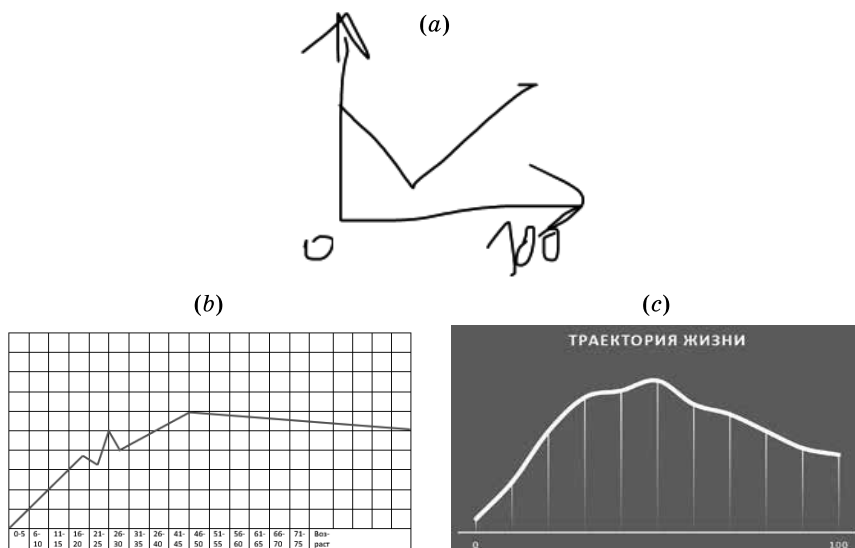 (a)
0 100
(b) (c)
ТРАЕКТОРИЯ ЖИЗНИ
0-5 6-10 11-15 16-20 21-25 26-30 31-35 26-40 41-45 46-50 51-55 56-60 61-65 66-70 71-75 Воз-раст
0 100